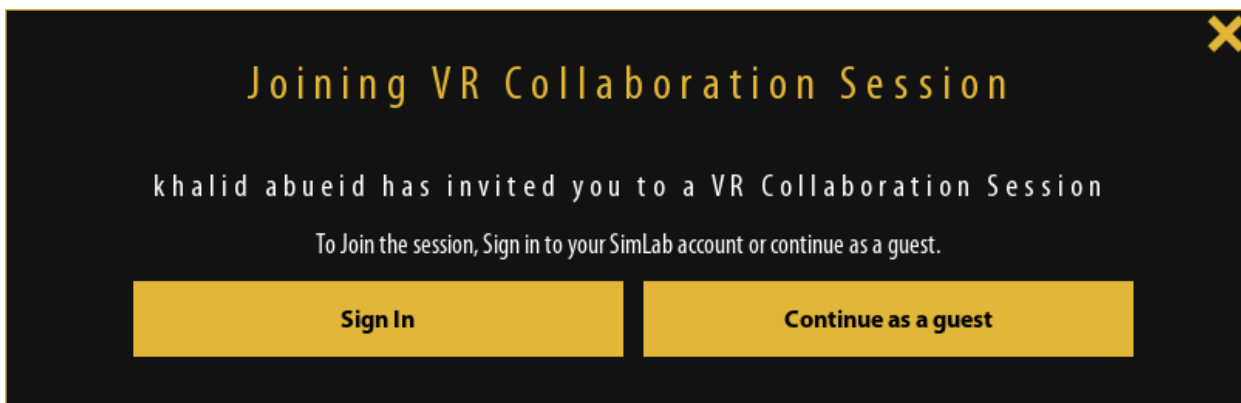 Joining VR Collaboration Session
khalid abueid has invited you to a VR Collaboration Session
To Join the session, Sign in to your SimLab account or continue as a guest.
Sign In
Continue as a guest